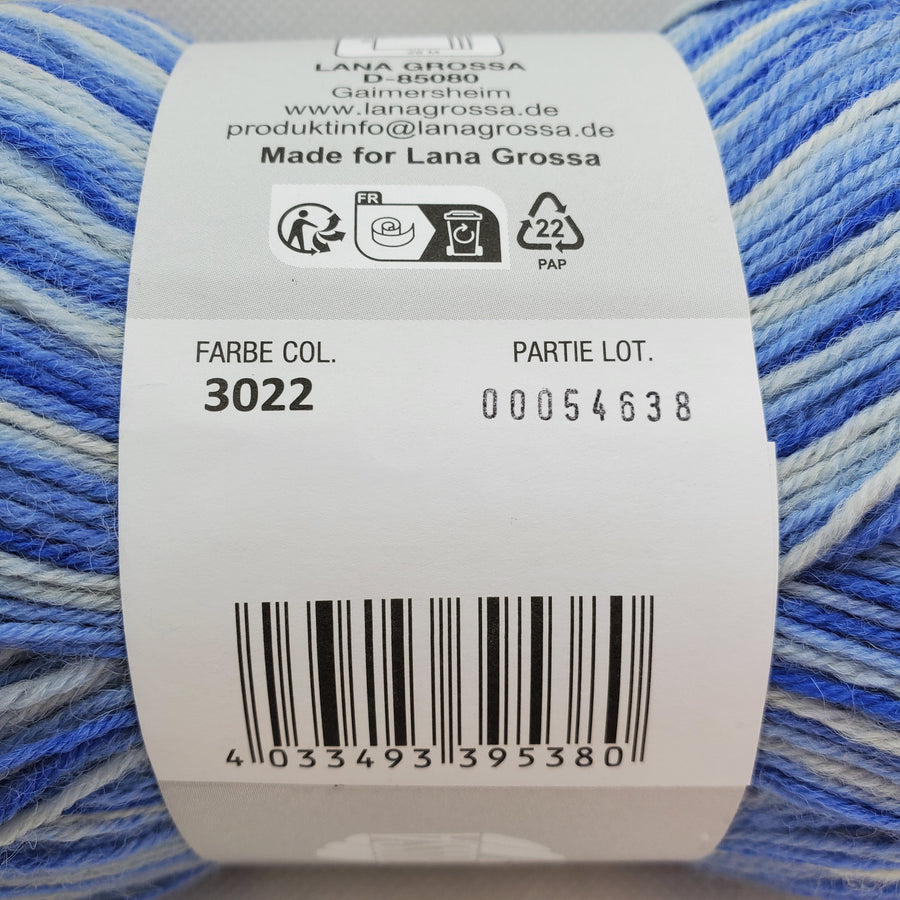 LANA GROSSA
D-85080
Gaimersheim
www.lanagrossa.de
produktinfo@lanagrossa.de
Made for Lana Grossa
FR
22
PAP
FARBE COL.
3022
PARTIE LOT.
00054638
4 033493 395380